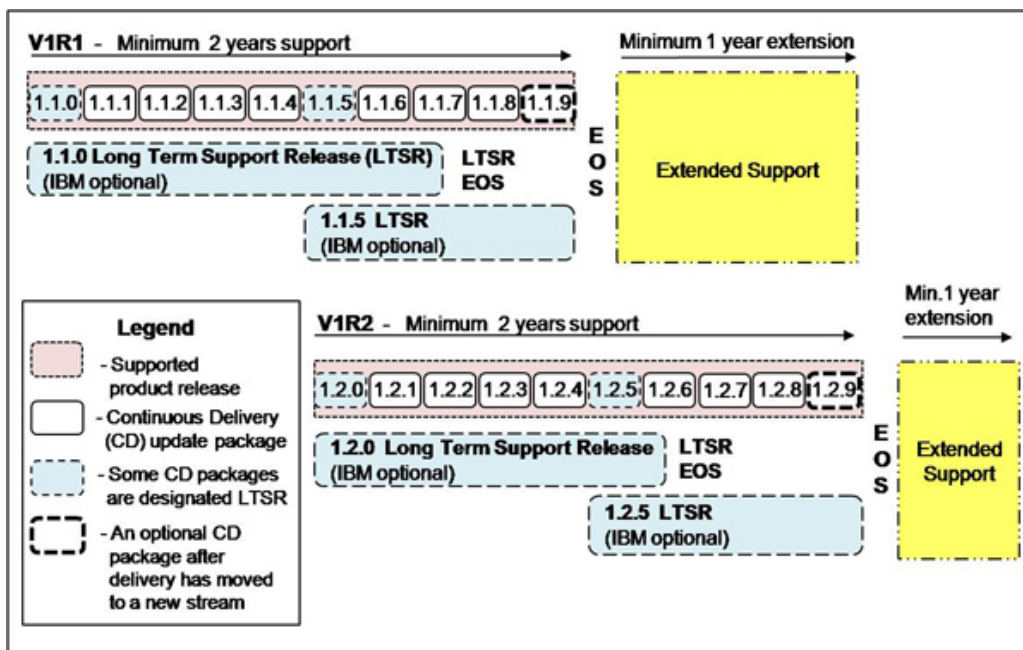 V1R1 - Minimum 2 years support
Minimum 1 year extension
1.1.0 1.1.1 1.1.2 1.1.3 1.1.4 1.1.5 1.1.6 1.1.7 1.1.8 1.1.9
1.1.0 Long Term Support Release (LTSR)
(IBM optional)
LTSR
EOS
1.1.5 LTSR
(IBM optional)
E
O
S
Extended Support
Legend
- Supported
product release
- Continuous Delivery
(CD) update package
- Some CD packages
are designated LTSR
- An optional CD
package after
delivery has moved
to a new stream
V1R2 - Minimum 2 years support
Min.1 year
extension
1.2.0 1.2.1 1.2.2 1.2.3 1.2.4 1.2.5 1.2.6 1.2.7 1.2.8 1.2.9
1.2.0 Long Term Support Release
(IBM optional)
LTSR
EOS
1.2.5 LTSR
(IBM optional)
E
O
S
Extended
Support